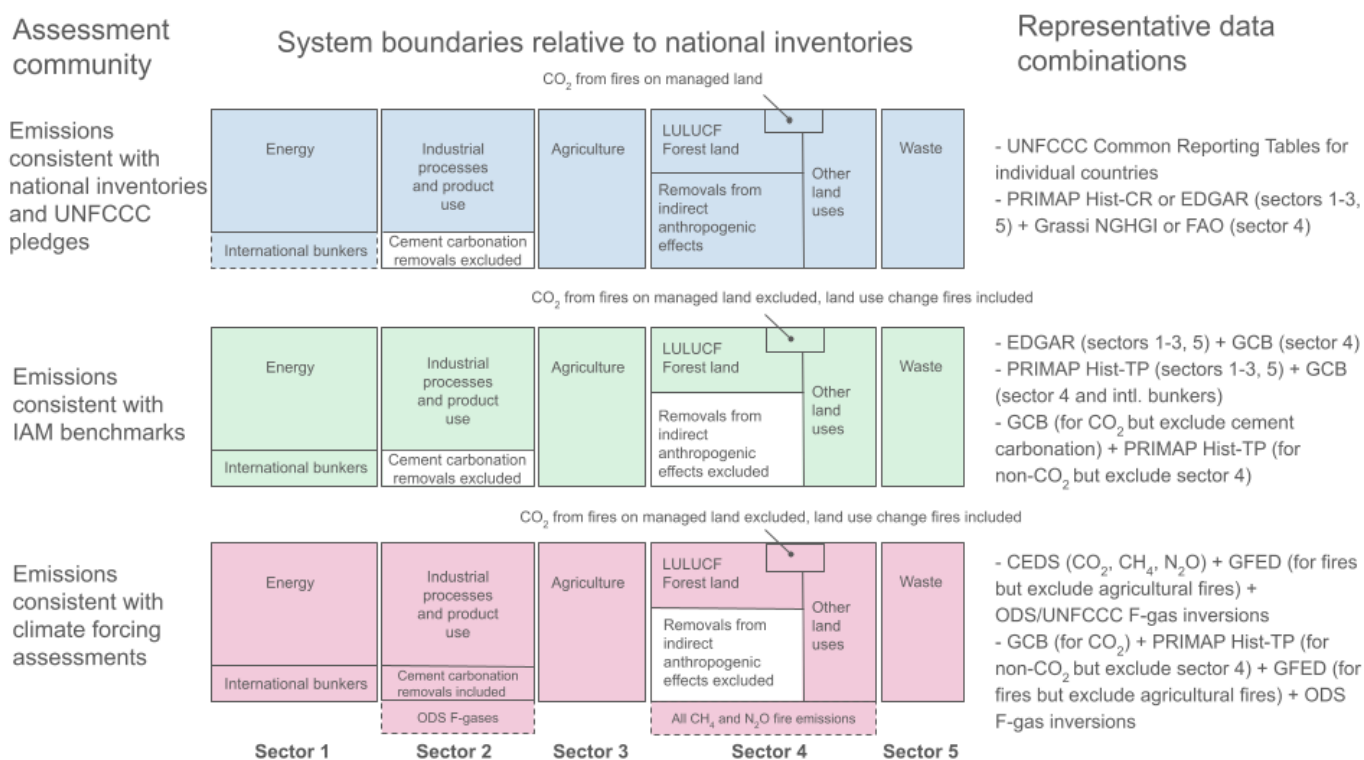 Assessment
community
System boundaries relative to national inventories
Representative data
combinations
CO₂ from fires on managed land
Emissions
consistent with
national inventories
and UNFCCC
pledges
Energy
International bunkers
Industrial
processes
and product
use
Cement carbonation
removals excluded
Agriculture
LULUCF
Forest land
Removals from
indirect
anthropogenic
effects
Other
land
uses
Waste
- UNFCCC Common Reporting Tables for
individual countries
- PRIMAP Hist-CR or EDGAR (sectors 1-3,
5) + Grassi NGHGI or FAO (sector 4)
CO₂ from fires on managed land excluded, land use change fires included
Emissions
consistent with
IAM benchmarks
Energy
International bunkers
Industrial
processes
and product
use
Cement carbonation
removals excluded
Agriculture
LULUCF
Forest land
Removals from
indirect
anthropogenic
effects excluded
Other
land
uses
Waste
- EDGAR (sectors 1-3, 5) + GCB (sector 4)
- PRIMAP Hist-TP (sectors 1-3, 5) + GCB
(sector 4 and intl. bunkers)
- GCB (for CO₂ but exclude cement
carbonation) + PRIMAP Hist-TP (for
non-CO₂ but exclude sector 4)
CO₂ from fires on managed land excluded, land use change fires included
Emissions
consistent with
climate forcing
assessments
Energy
International bunkers
Industrial
processes
and product
use
Cement carbonation
removals included
ODS F-gases
Agriculture
LULUCF
Forest land
Removals from
indirect
anthropogenic
effects excluded
Other
land
uses
All CH₄ and N₂O fire emissions
Waste
- CEDS (CO₂, CH₄, N₂O) + GFED (for fires
but exclude agricultural fires) +
ODS/UNFCCC F-gas inversions
- GCB (for CO₂) + PRIMAP Hist-TP (for
non-CO₂ but exclude sector 4) + GFED (for
fires but exclude agricultural fires) + ODS
F-gas inversions
Sector 1
Sector 2
Sector 3
Sector 4
Sector 5